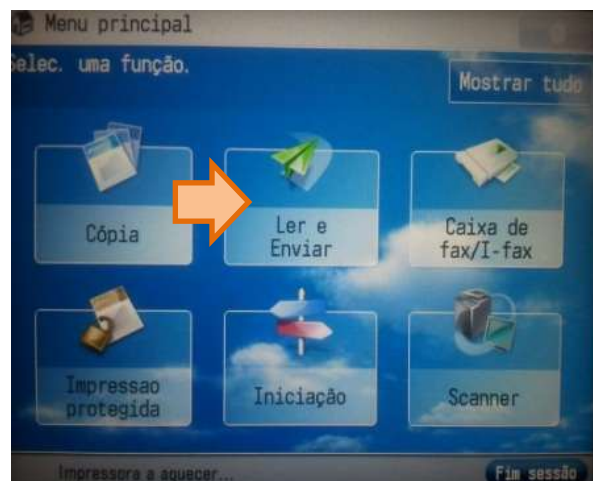 Menu principal
Selec. uma função.
Mostrar tudo
Cópia
Ler e
Enviar
Caixa de
fax/I-fax
Impressao
protegida
Iniciação
Scanner
Impressora a aquecer...
Fim sessão